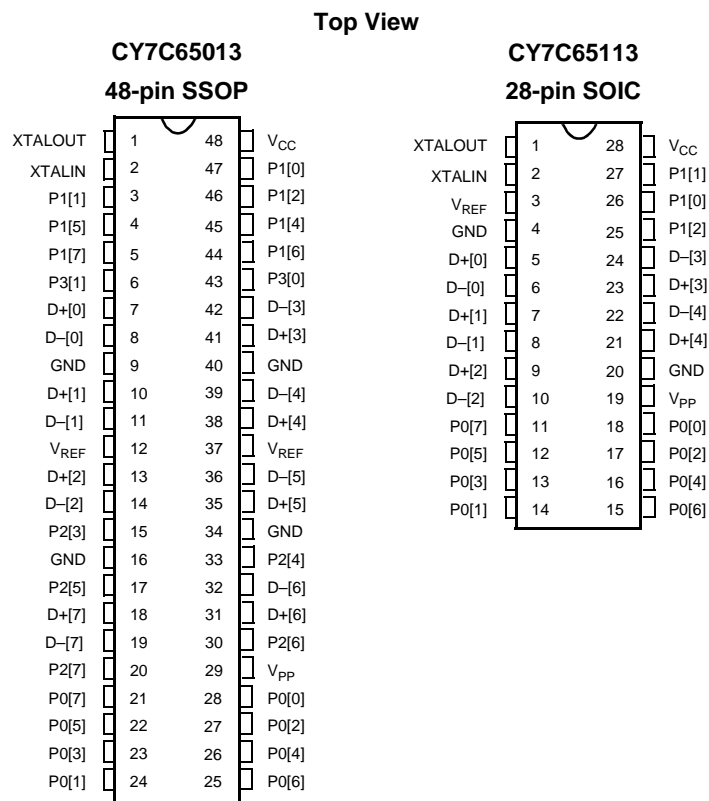 Top View
CY7C65013
48-pin SSOP
XTALOUT 1 48 VCC
XTALIN 2 47 P1[0]
P1[1] 3 46 P1[2]
P1[5] 4 45 P1[4]
P1[7] 5 44 P1[6]
P3[1] 6 43 P3[0]
D+[0] 7 42 D–[3]
D–[0] 8 41 D+[3]
GND 9 40 GND
D+[1] 10 39 D–[4]
D–[1] 11 38 D+[4]
VREF 12 37 VREF
D+[2] 13 36 D–[5]
D–[2] 14 35 D+[5]
P2[3] 15 34 GND
GND 16 33 P2[4]
P2[5] 17 32 D–[6]
D+[7] 18 31 D+[6]
D–[7] 19 30 P2[6]
P2[7] 20 29 VPP
P0[7] 21 28 P0[0]
P0[5] 22 27 P0[2]
P0[3] 23 26 P0[4]
P0[1] 24 25 P0[6]
CY7C65113
28-pin SOIC
XTALOUT 1 28 VCC
XTALIN 2 27 P1[1]
VREF 3 26 P1[0]
GND 4 25 P1[2]
D+[0] 5 24 D–[3]
D–[0] 6 23 D+[3]
D+[1] 7 22 D–[4]
D–[1] 8 21 D+[4]
D+[2] 9 20 GND
D–[2] 10 19 VPP
P0[7] 11 18 P0[0]
P0[5] 12 17 P0[2]
P0[3] 13 16 P0[4]
P0[1] 14 15 P0[6]